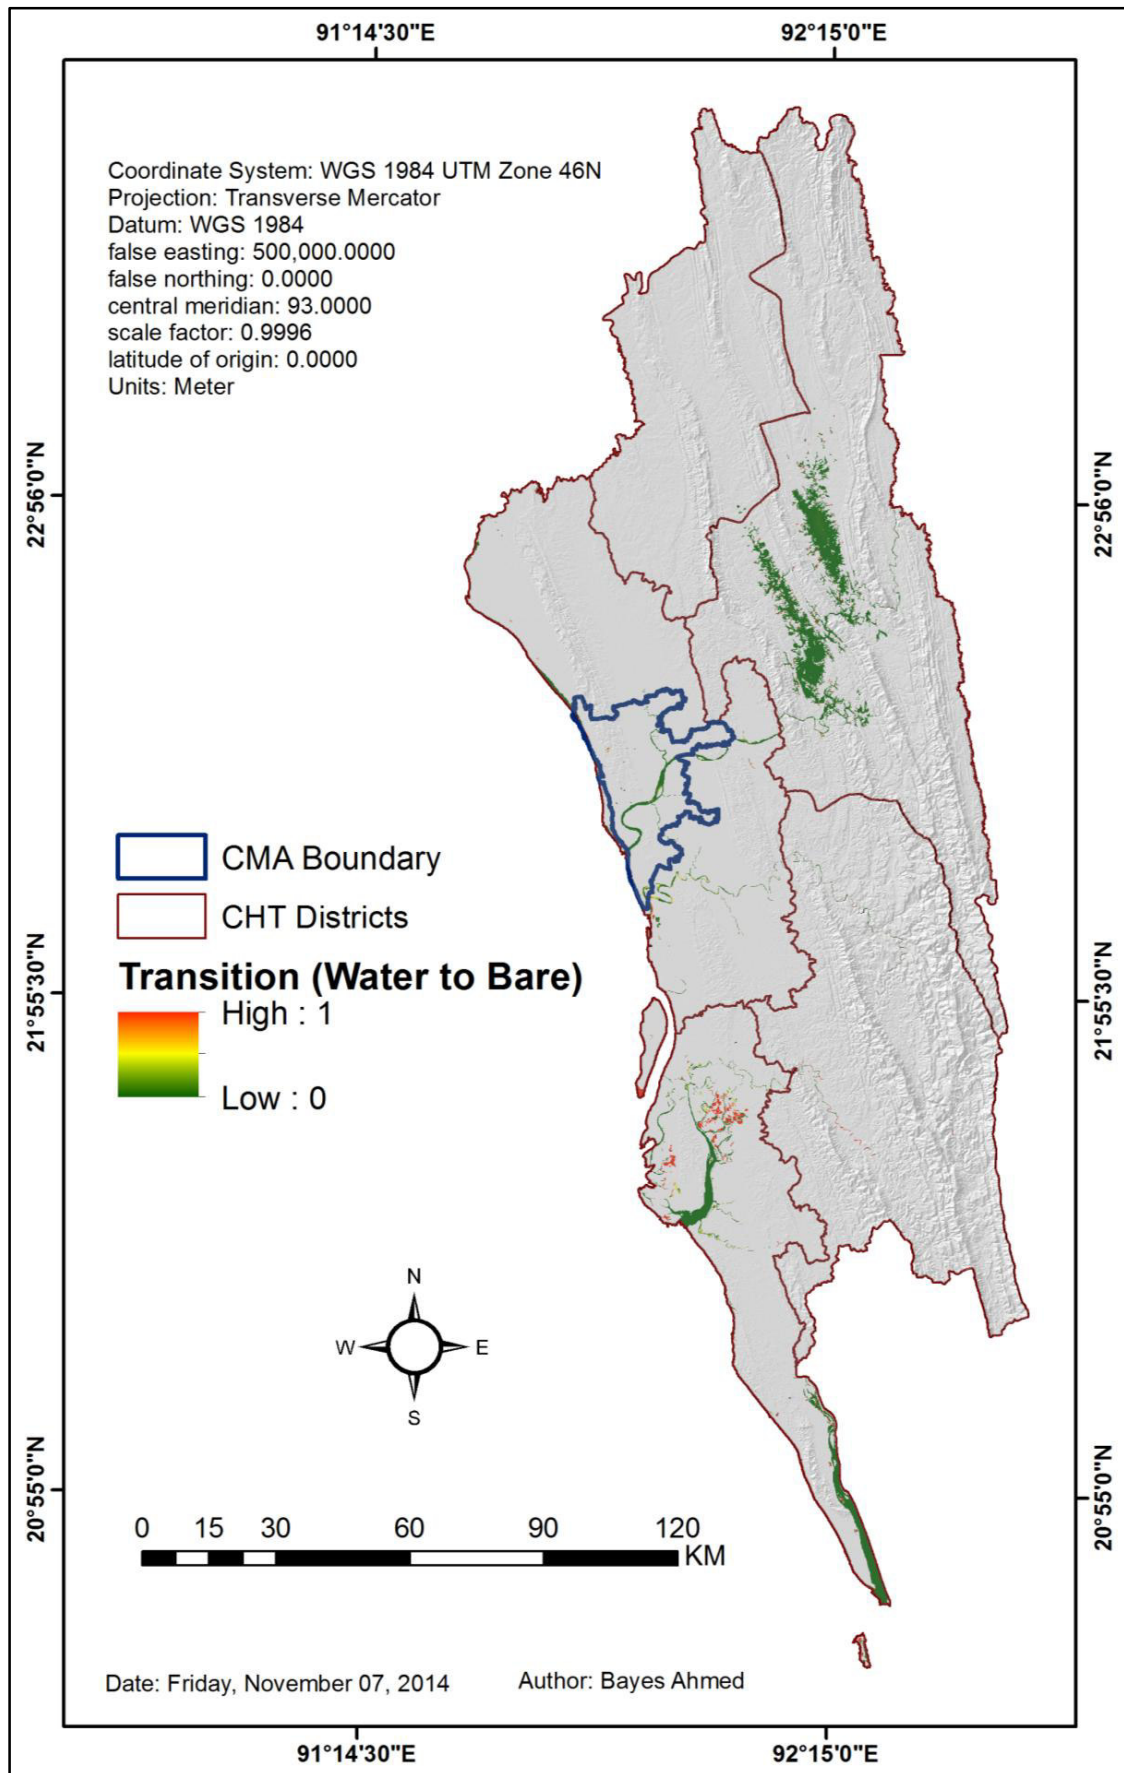 91°14'30"E 92°15'0"E
Coordinate System: WGS 1984 UTM Zone 46N
Projection: Transverse Mercator
Datum: WGS 1984
false easting: 500,000.0000
false northing: 0.0000
central meridian: 93.0000
scale factor: 0.9996
latitude of origin: 0.0000
Units: Meter
22°56'0"N
22°56'0"N
CMA Boundary
CHT Districts
Transition (Water to Bare)
High : 1
Low : 0
21°55'30"N
21°55'30"N
N
W E
S
20°55'0"N
20°55'0"N
0 15 30 60 90 120
KM
Date: Friday, November 07, 2014 Author: Bayes Ahmed
91°14'30"E 92°15'0"E